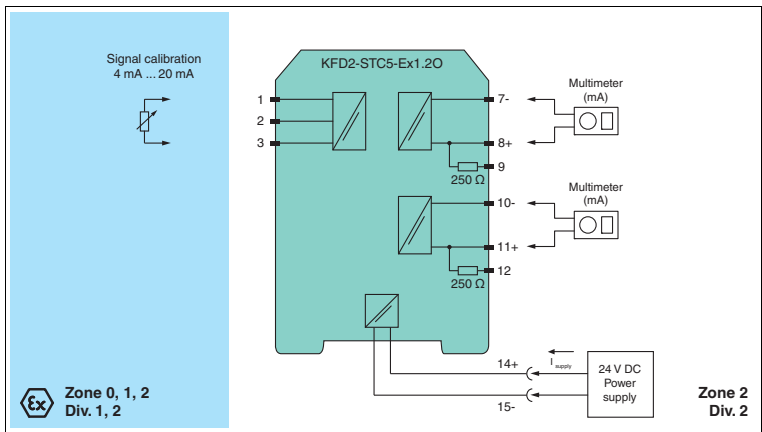 Signal calibration
4 mA ... 20 mA
KFD2-STC5-Ex1.2O
1
2
3
7-
8+
9
250 Ω
10-
11+
12
250 Ω
Multimeter
(mA)
Multimeter
(mA)
14+
15-
I supply
24 V DC
Power
supply
Ex
Zone 0, 1, 2
Div. 1, 2
Zone 2
Div. 2